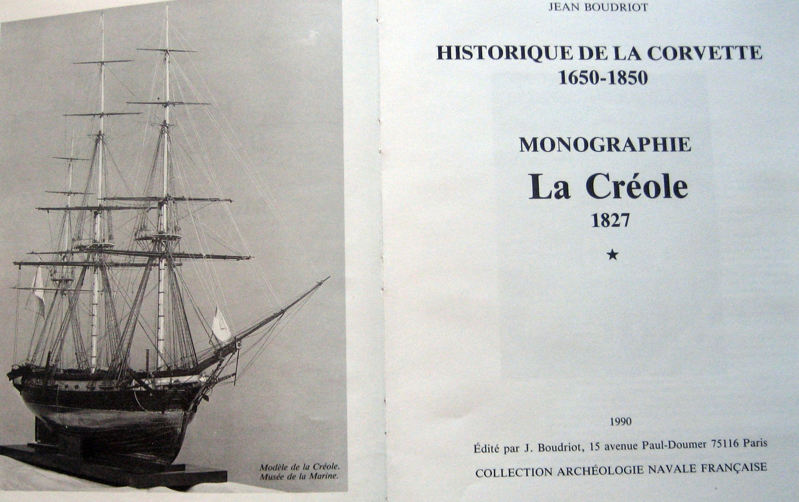 Modèle de la Créole.
Musée de la Marine.
JEAN BOUDRIOT
HISTORIQUE DE LA CORVETTE
1650-1850
MONOGRAPHIE
La Créole
1827
★
1990
Édité par J. Boudriot, 15 avenue Paul-Doumer 75116 Paris
COLLECTION ARCHÉOLOGIE NAVALE FRANÇAISE